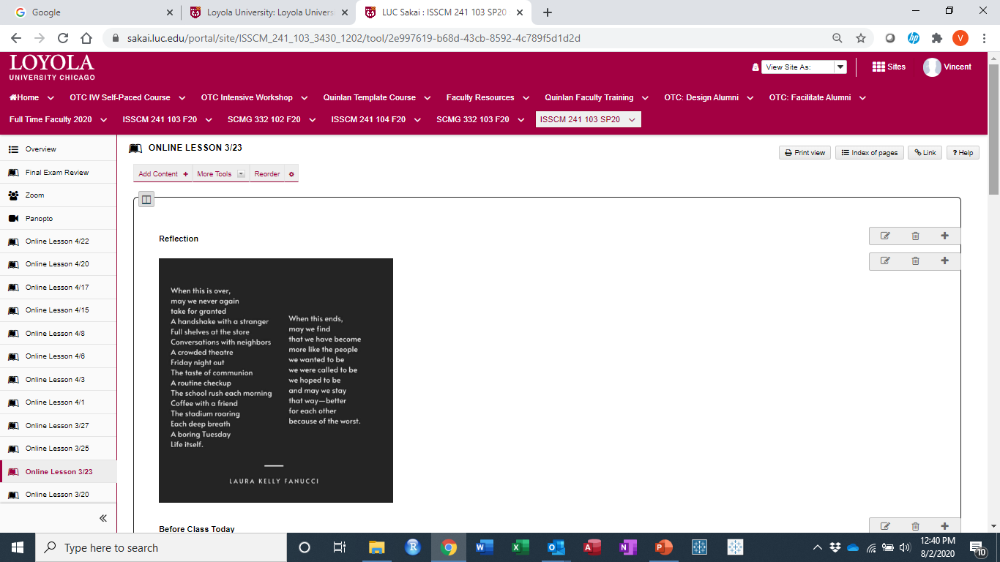 Google
Loyola University: Loyola Univers
LUC Sakai : ISSCM 241 103 SP20
sakai.luc.edu/portal/site/ISSCM_241_103_3430_1202/tool/2e997619-b68d-43cb-8592-4c789f5d1d2d
V
LOYOLA
UNIVERSITY CHICAGO
View Site As:
Sites
Vincent
Home
OTC IW Self-Paced Course
OTC Intensive Workshop
Quinlan Template Course
Faculty Resources
Quinlan Faculty Training
OTC: Design Alumni
OTC: Facilitate Alumni
Full Time Faculty 2020
ISSCM 241 103 F20
SCMG 332 102 F20
ISSCM 241 104 F20
SCMG 332 103 F20
ISSCM 241 103 SP20
Overview
Final Exam Review
Zoom
Panopto
Online Lesson 4/22
Online Lesson 4/20
Online Lesson 4/17
Online Lesson 4/15
Online Lesson 4/8
Online Lesson 4/6
Online Lesson 4/3
Online Lesson 4/1
Online Lesson 3/27
Online Lesson 3/25
Online Lesson 3/23
Online Lesson 3/20
ONLINE LESSON 3/23
Print view
Index of pages
Link
? Help
Add Content +
More Tools
Reorder
Reflection
When this is over,
may we never again
take for granted
A handshake with a stranger
Full shelves at the store
Conversations with neighbors
A crowded theatre
Friday night out
The taste of communion
A routine checkup
The school rush each morning
Coffee with a friend
The stadium roaring
Each deep breath
A boring Tuesday
Life itself.
When this ends,
may we find
that we have become
more like the people
we wanted to be
we were called to be
we hoped to be
and may we stay
that way—better
for each other
because of the worst.
LAURA KELLY FANUCCI
Before Class Today
Type here to search
12:40 PM
8/2/2020
10